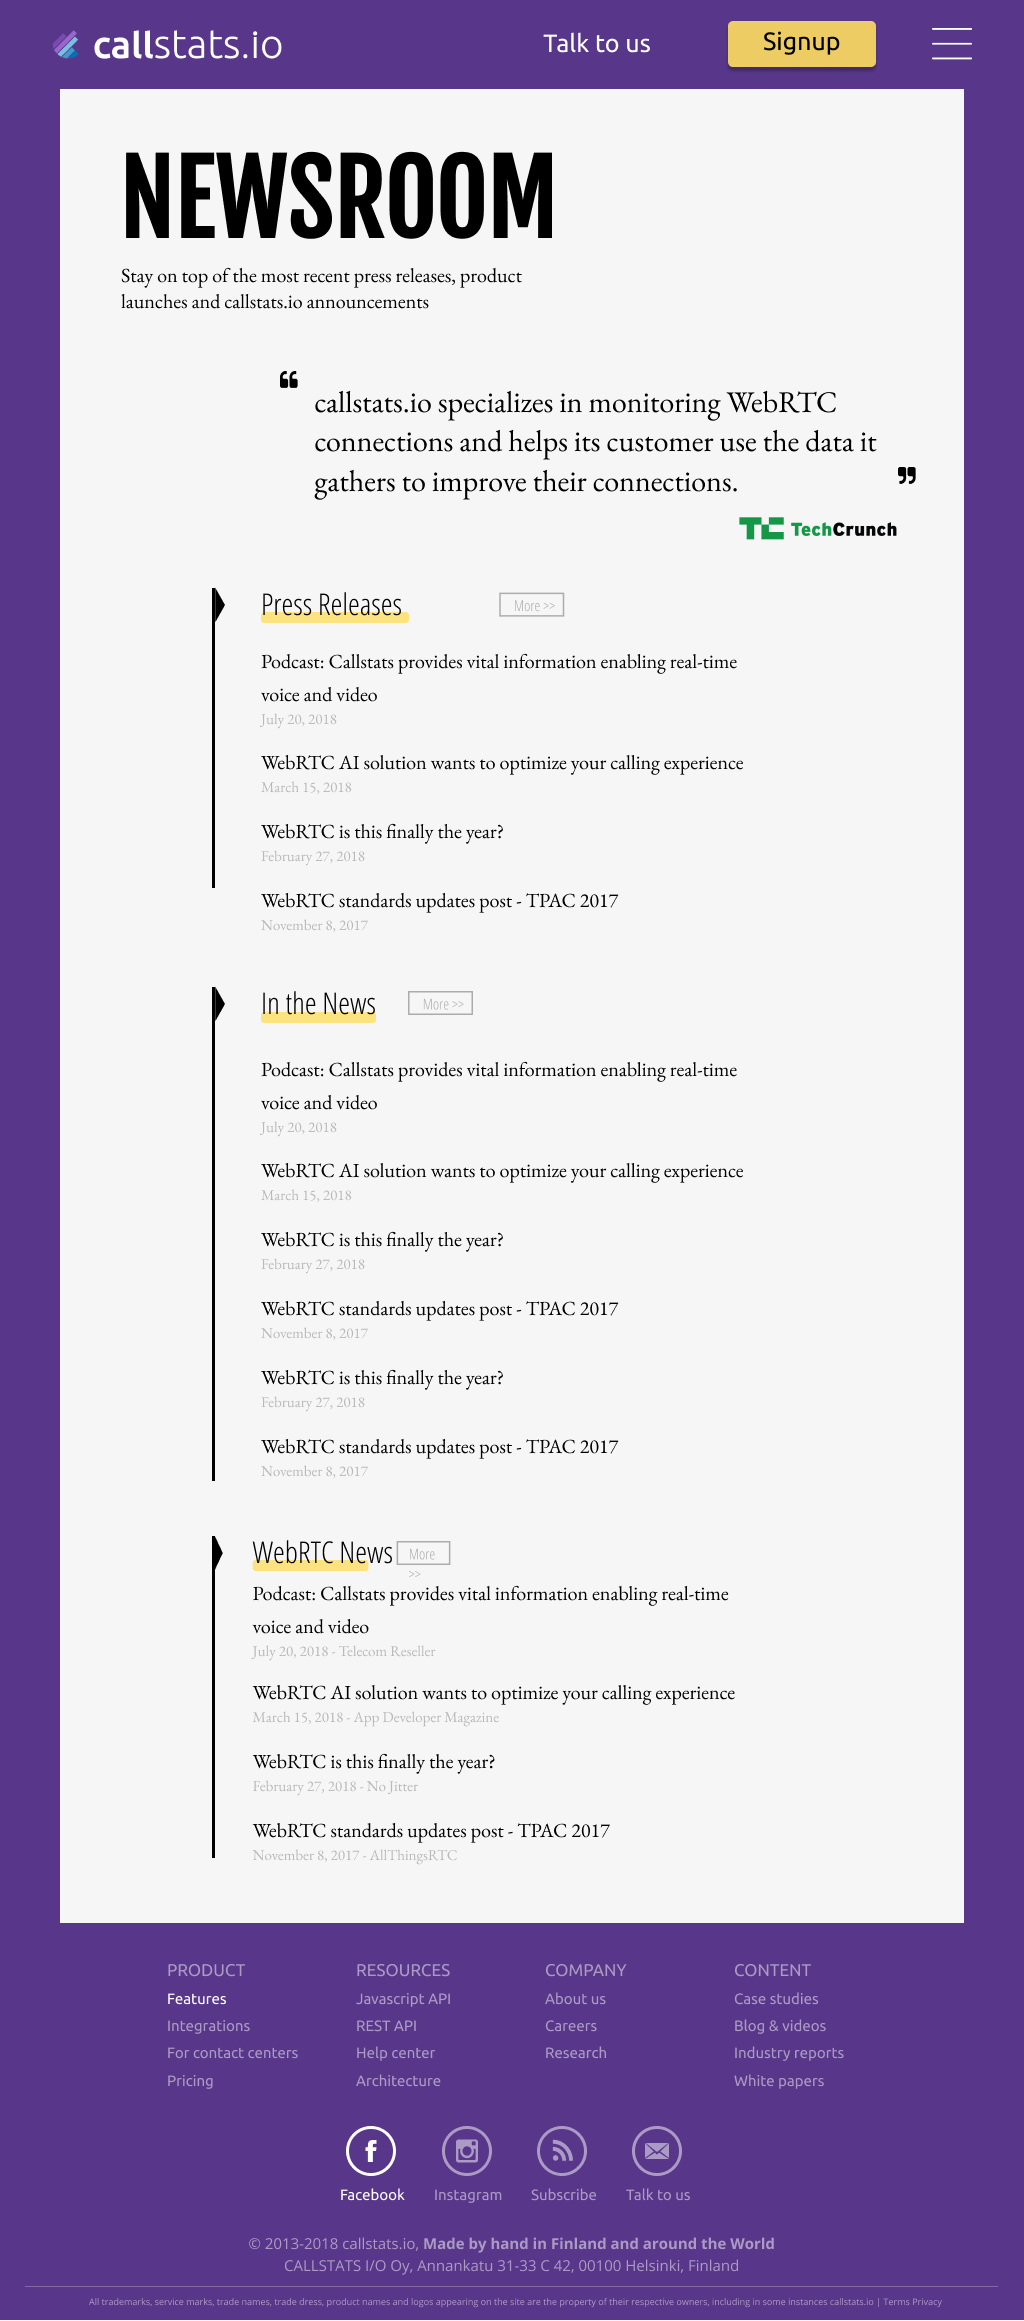 callstats.io
Talk to us
Signup
NEWSROOM
Stay on top of the most recent press releases, product
launches and callstats.io announcements
❝
callstats.io specializes in monitoring WebRTC
connections and helps its customer use the data it
gathers to improve their connections.
❞
TC TechCrunch
Press Releases
More >>
Podcast: Callstats provides vital information enabling real-time
voice and video
July 20, 2018
WebRTC AI solution wants to optimize your calling experience
March 15, 2018
WebRTC is this finally the year?
February 27, 2018
WebRTC standards updates post - TPAC 2017
November 8, 2017
In the News
More >>
Podcast: Callstats provides vital information enabling real-time
voice and video
July 20, 2018
WebRTC AI solution wants to optimize your calling experience
March 15, 2018
WebRTC is this finally the year?
February 27, 2018
WebRTC standards updates post - TPAC 2017
November 8, 2017
WebRTC is this finally the year?
February 27, 2018
WebRTC standards updates post - TPAC 2017
November 8, 2017
WebRTC News
More
>>
Podcast: Callstats provides vital information enabling real-time
voice and video
July 20, 2018 - Telecom Reseller
WebRTC AI solution wants to optimize your calling experience
March 15, 2018 - App Developer Magazine
WebRTC is this finally the year?
February 27, 2018 - No Jitter
WebRTC standards updates post - TPAC 2017
November 8, 2017 - AllThingsRTC
PRODUCT
Features
Integrations
For contact centers
Pricing
RESOURCES
Javascript API
REST API
Help center
Architecture
COMPANY
About us
Careers
Research
CONTENT
Case studies
Blog & videos
Industry reports
White papers
Facebook
Instagram
Subscribe
Talk to us
© 2013-2018 callstats.io, Made by hand in Finland and around the World
CALLSTATS I/O Oy, Annankatu 31-33 C 42, 00100 Helsinki, Finland
All trademarks, service marks, trade names, trade dress, product names and logos appearing on the site are the property of their respective owners, including in some instances callstats.io | Terms Privacy